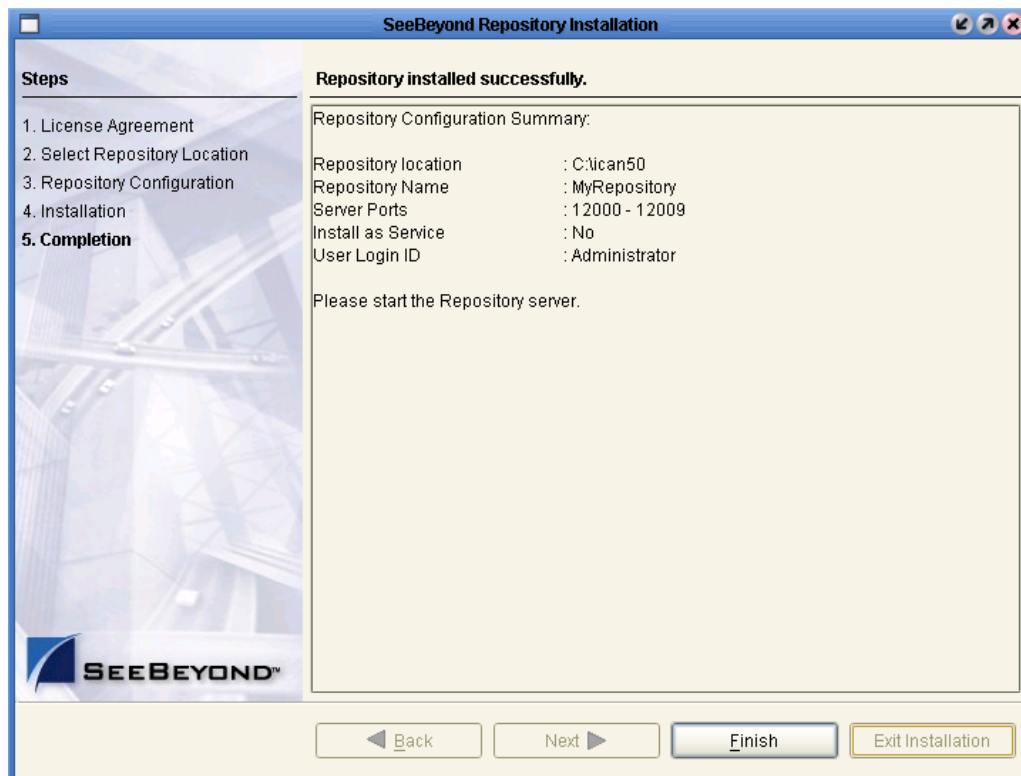 SeeBeyond Repository Installation
Steps
1. License Agreement
2. Select Repository Location
3. Repository Configuration
4. Installation
5. Completion
SEEBEYOND™
Repository installed successfully.
Repository Configuration Summary:
Repository location : C:\ican50
Repository Name : MyRepository
Server Ports : 12000 - 12009
Install as Service : No
User Login ID : Administrator
Please start the Repository server.
Back Next Finish Exit Installation